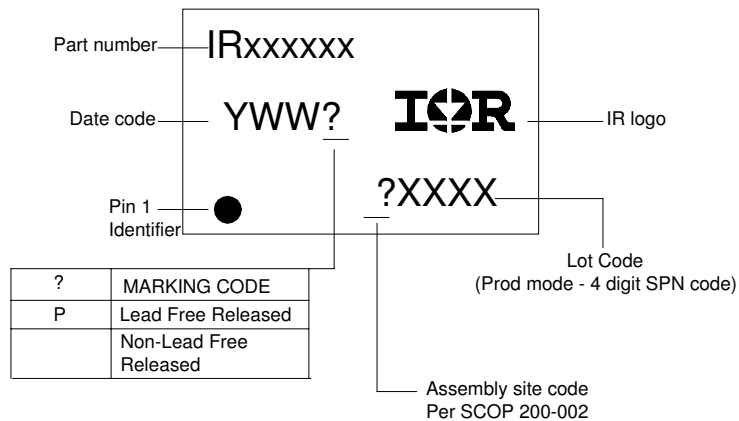 Part number
IRxxxxxx
Date code
YWW?
IOR
IR logo
?XXXX
Pin 1
Identifier
Lot Code
(Prod mode - 4 digit SPN code)
? MARKING CODE
P Lead Free Released
Non-Lead Free
Released
Assembly site code
Per SCOP 200-002